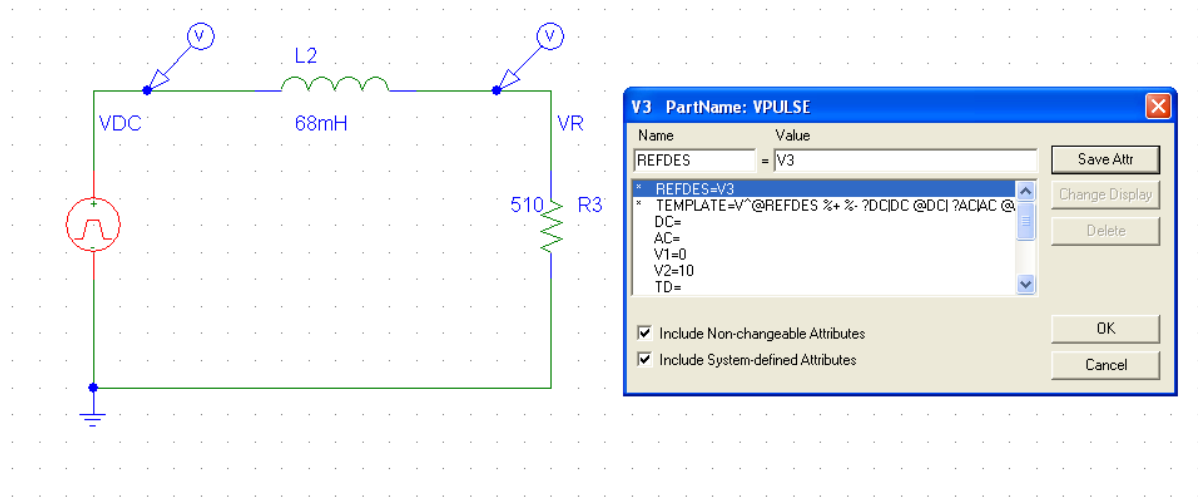 V
V
L2
VDC
68mH
VR
510
R3
V3 PartName: VPULSE
Name Value
REFDES = V3
Save Attr
* REFDES=V3
* TEMPLATE=V^@REFDES %+ %- ?DC|DC @DC| ?AC|AC @
DC=
AC=
V1=0
V2=10
TD=
Change Display
Delete
Include Non-changeable Attributes
Include System-defined Attributes
OK
Cancel